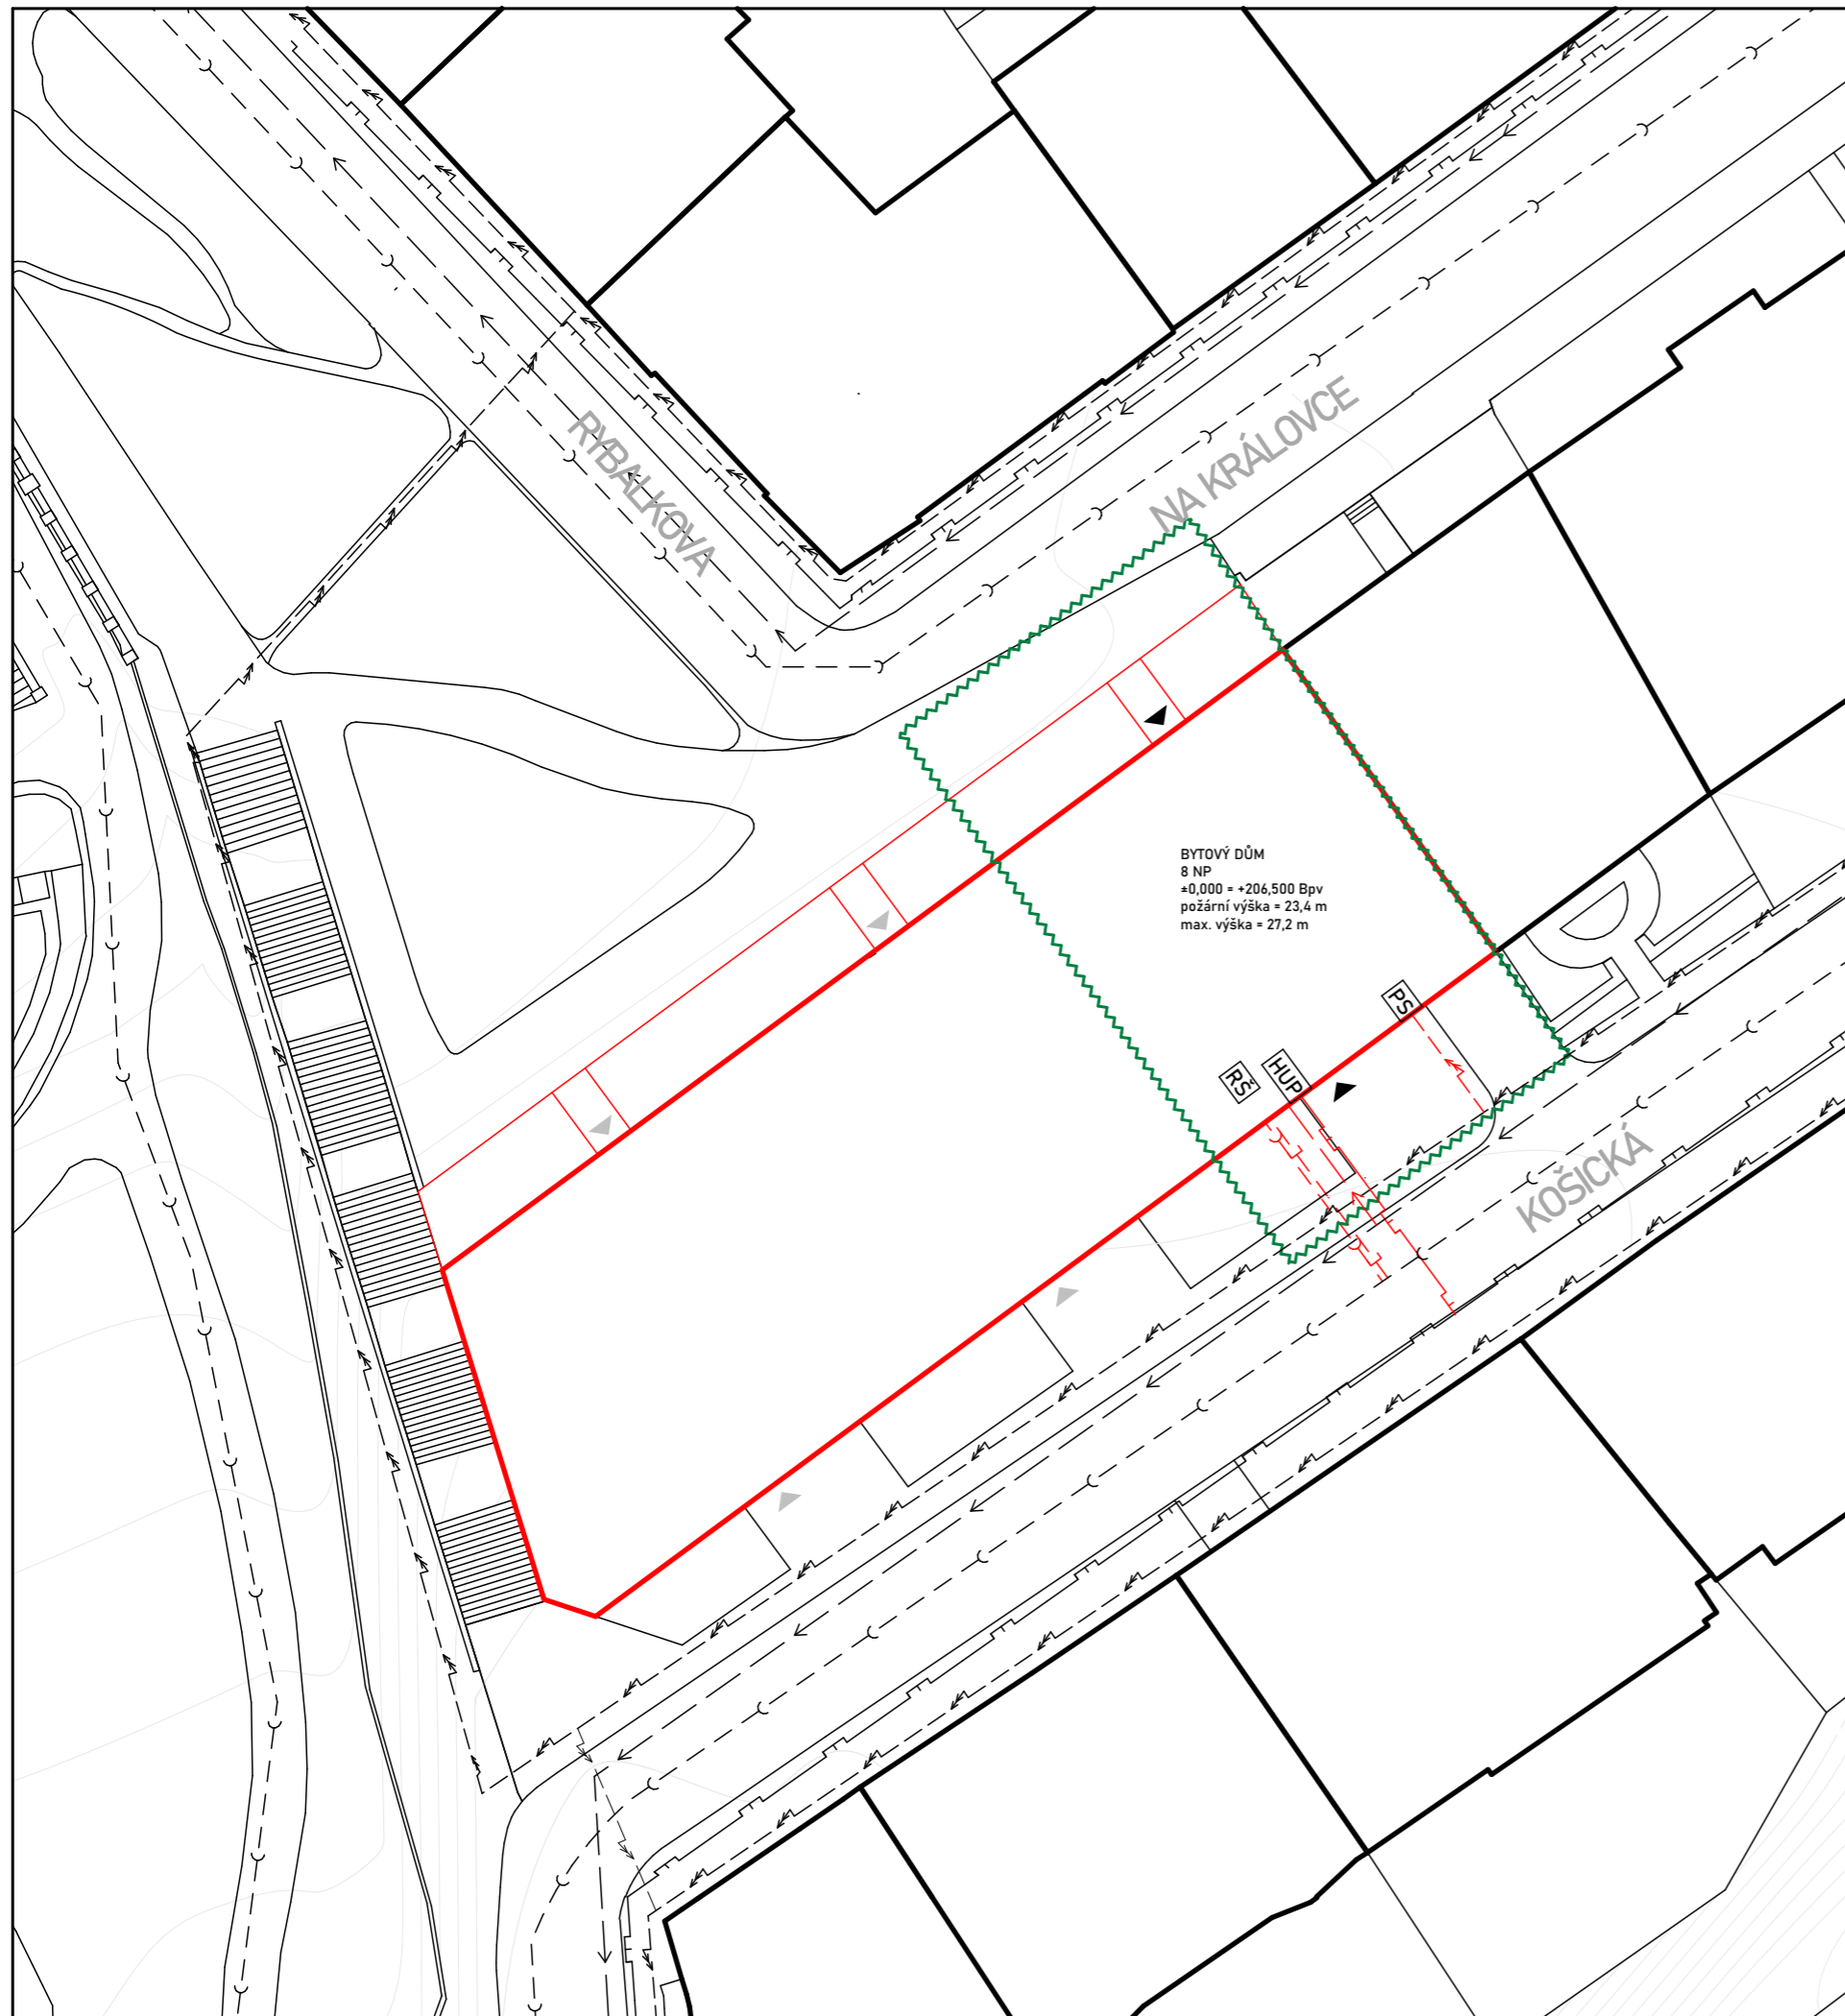 RYBALKOVA
NA KRÁLOVCE
BYTOVÝ DŮM
8 NP
±0,000 = +206,500 Bpv
požární výška = 23,4 m
max. výška = 27,2 m
PS
HUP
RŠ
KOŠICKÁ